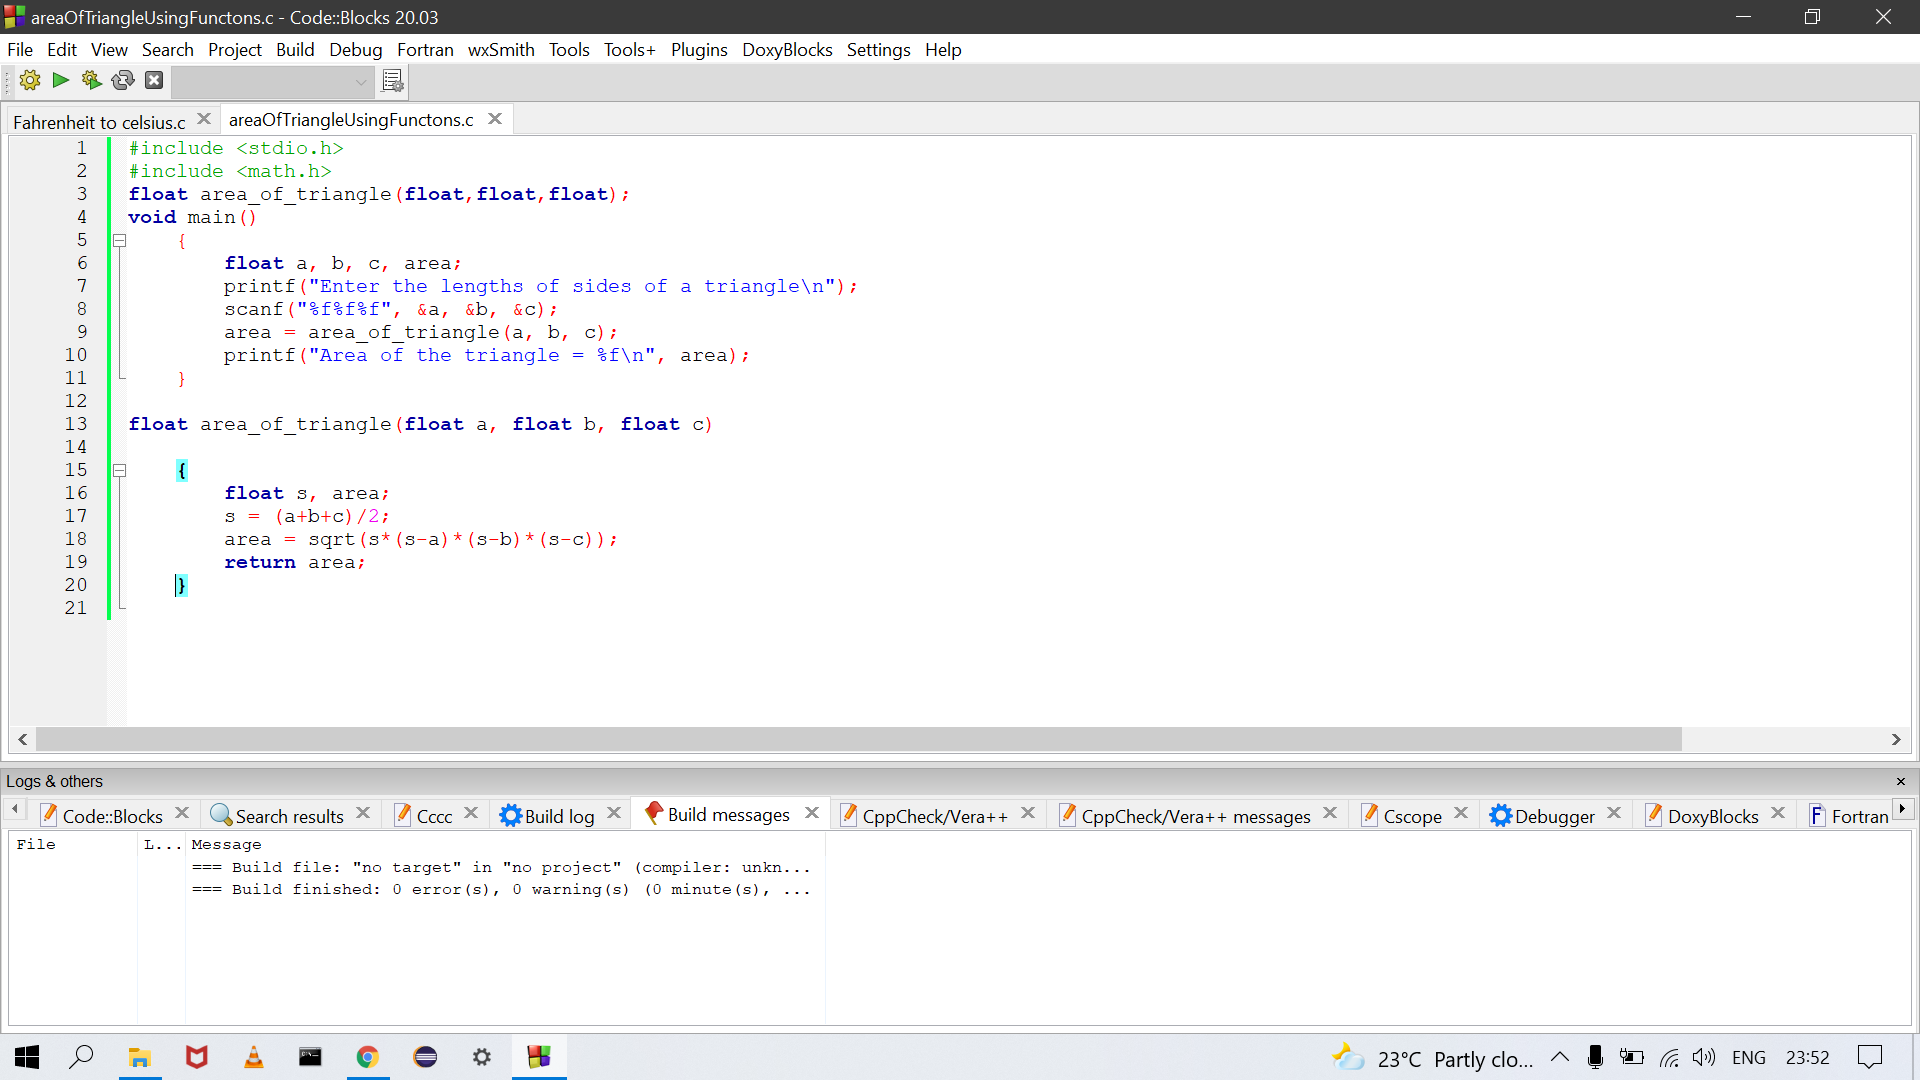 areaOfTriangleUsingFunctons.c - Code::Blocks 20.03
File Edit View Search Project Build Debug Fortran wxSmith Tools Tools+ Plugins DoxyBlocks Settings Help
Fahrenheit to celsius.c areaOfTriangleUsingFunctons.c
1 #include <stdio.h>
2 #include <math.h>
3 float area_of_triangle(float,float,float);
4 void main()
5 {
6 float a, b, c, area;
7 printf("Enter the lengths of sides of a triangle\n");
8 scanf("%f%f%f", &a, &b, &c);
9 area = area_of_triangle(a, b, c);
10 printf("Area of the triangle = %f\n", area);
11 }
12
13 float area_of_triangle(float a, float b, float c)
14
15 {
16 float s, area;
17 s = (a+b+c)/2;
18 area = sqrt(s*(s-a)*(s-b)*(s-c));
19 return area;
20 }
21
Logs & others
Code::Blocks Search results Cccc Build log Build messages CppCheck/Vera++ CppCheck/Vera++ messages Cscope Debugger DoxyBlocks Fortran
File L... Message
=== Build file: "no target" in "no project" (compiler: unkn...
=== Build finished: 0 error(s), 0 warning(s) (0 minute(s), ...
23°C Partly clo... ENG 23:52